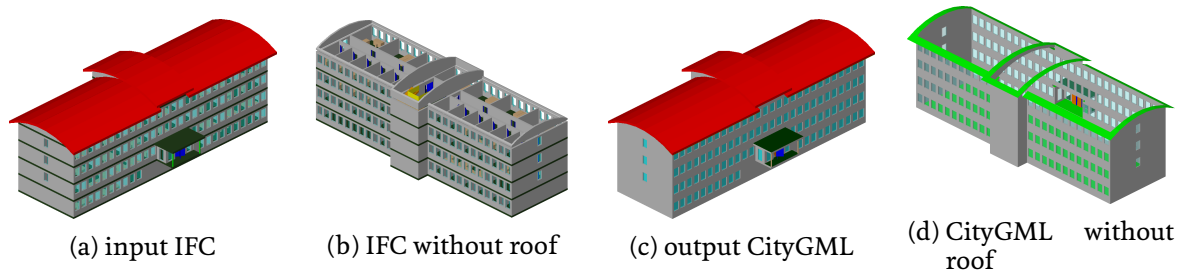 (a) input IFC
(b) IFC without roof
(c) output CityGML
(d) CityGML without
roof